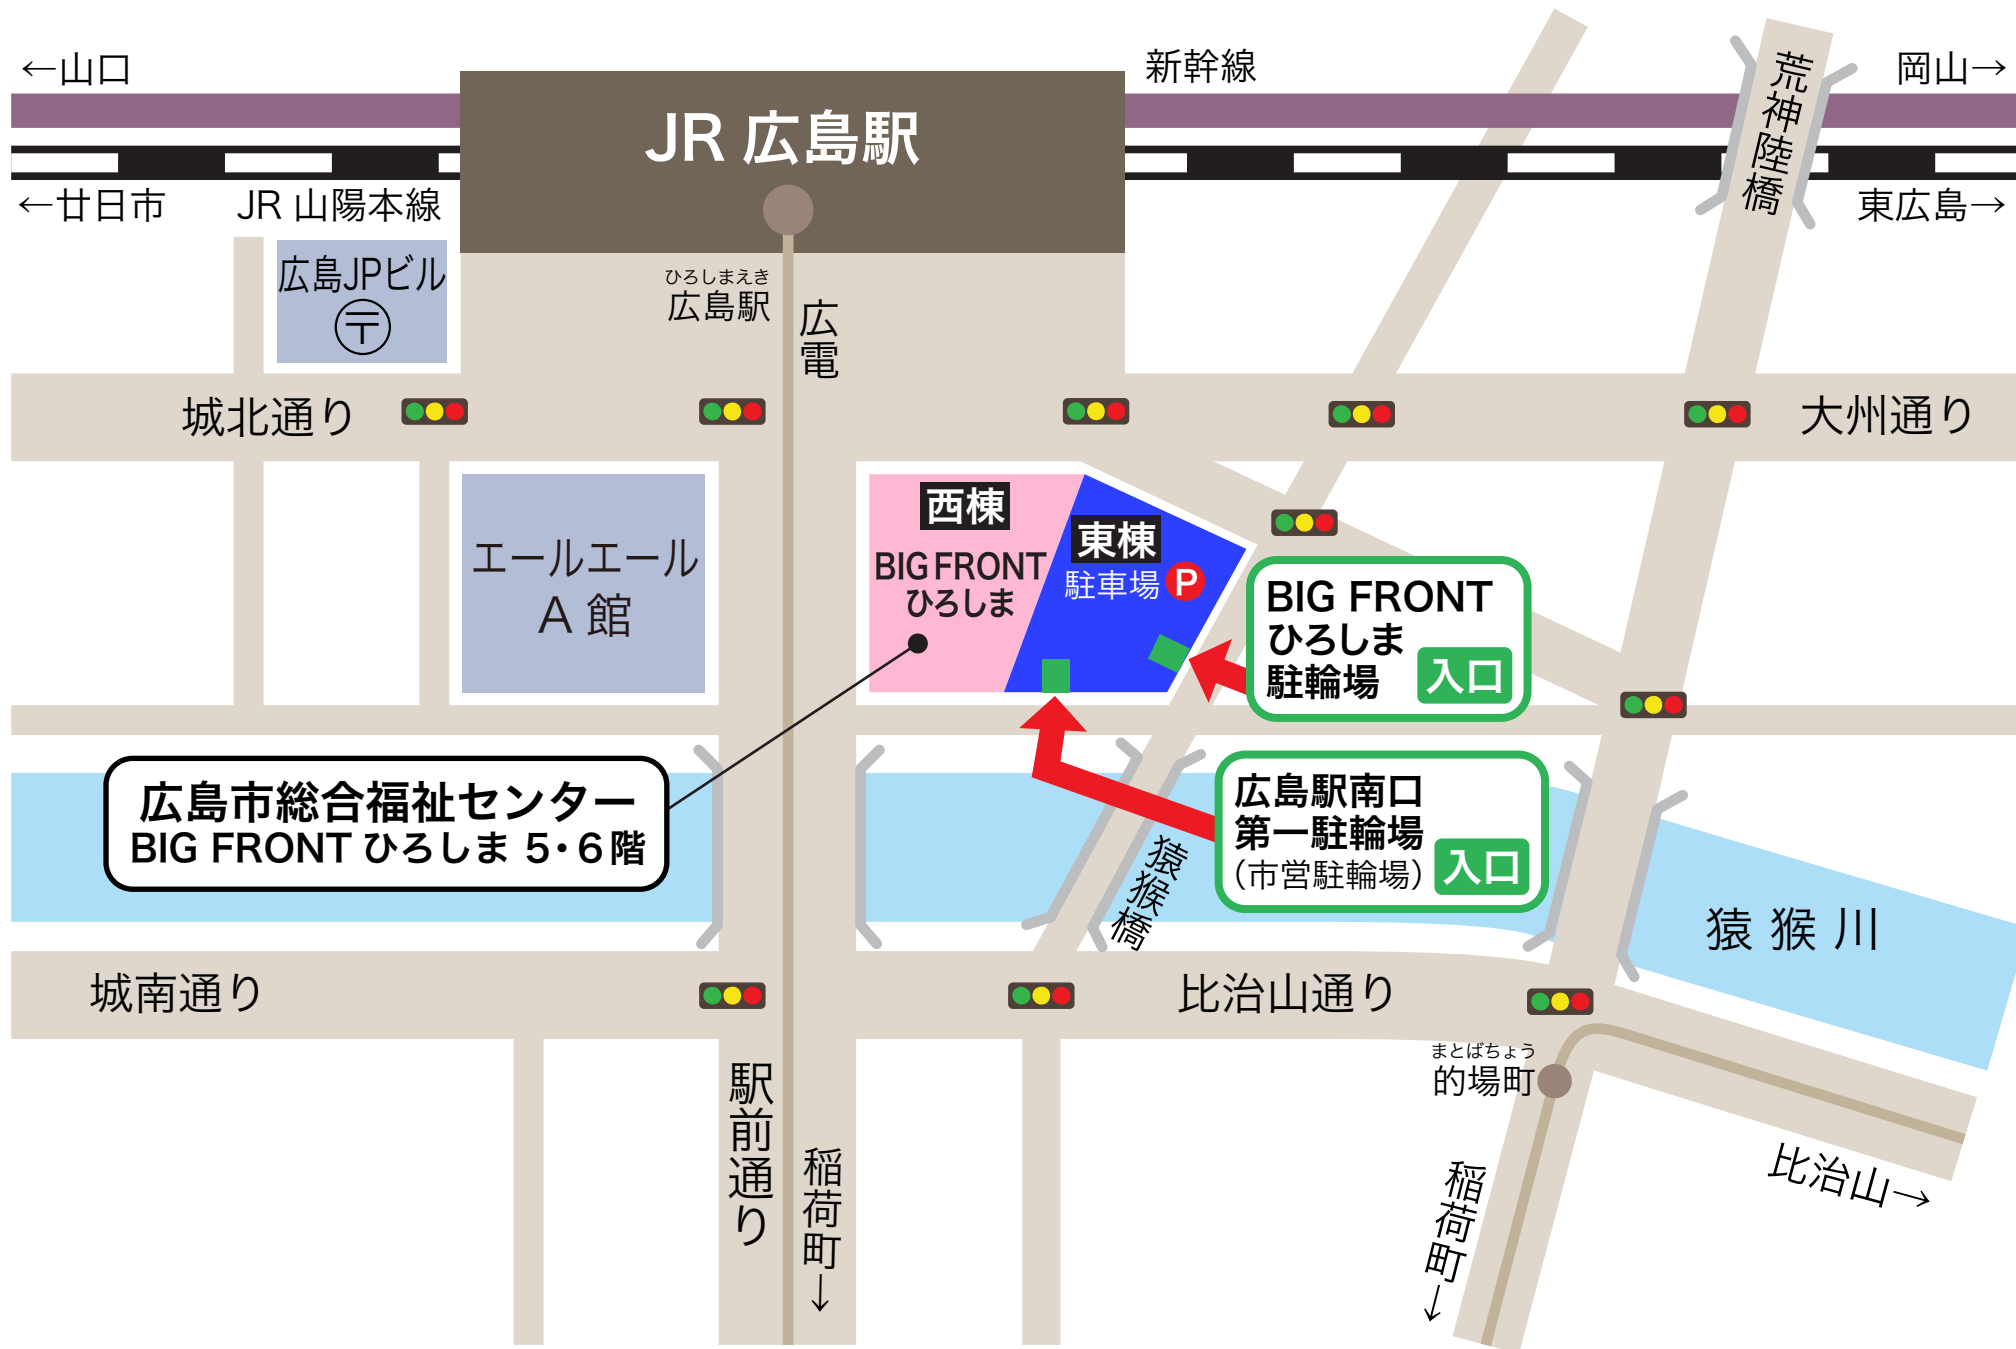 ←山口
新幹線
岡山→
荒神陸橋
JR 広島駅
←廿日市
JR 山陽本線
東広島→
広島JPビル
〒
ひろしまえき
広島駅
広電
城北通り
大州通り
エールエール
A 館
西棟
BIG FRONT
ひろしま
東棟
駐車場 P
BIG FRONT
ひろしま
駐輪場
入口
広島市総合福祉センター
BIG FRONT ひろしま 5・6階
広島駅南口
第一駐輪場
(市営駐輪場)
入口
猿猴橋
猿猴川
城南通り
比治山通り
まとばちょう
的場町
駅前通り
稲荷町→
稲荷町→
比治山→